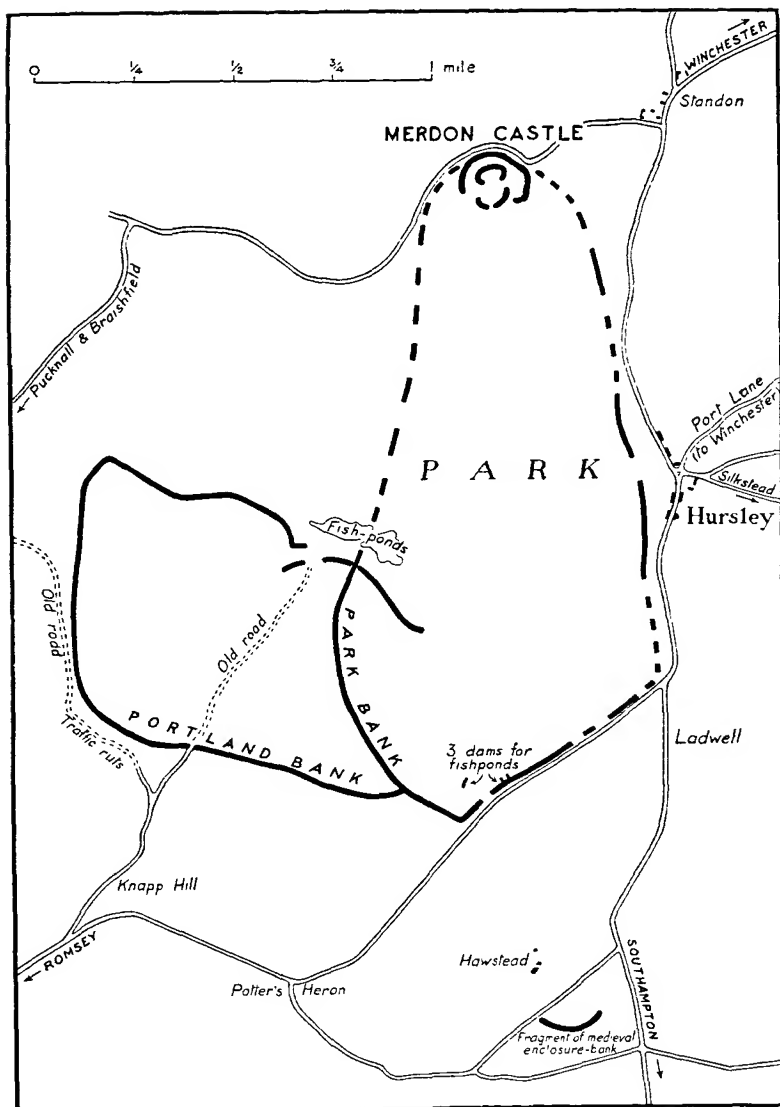 WINCHESTER
0 1/4 1/2 3/4 1 mile
Standon
MERDON CASTLE
Pucknall & Braishfield
Port Lane
(to Winchester)
PARK
Silkstead
Hursley
Fish-ponds
Old road
Old road
PARK BANK
PORTLAND BANK
Traffic ruts
3 dams for
fishponds
Ladwell
Knapp Hill
ROMSEY
Hawstead
SOUTHAMPTON
Potter's Heron
Fragment of medieval
enclosure-bank